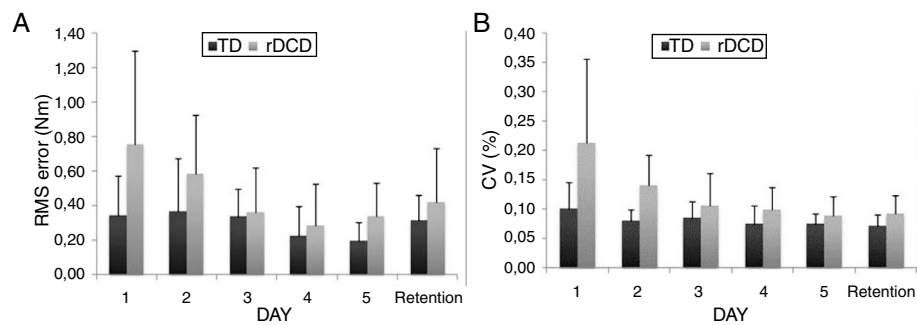 A
RMS error (Nm)
1,40
1,20
1,00
0,80
0,60
0,40
0,20
0,00
TD rDCD
1 2 3 4 5 Retention
DAY
B
CV (%)
0,40
0,35
0,30
0,25
0,20
0,15
0,10
0,05
0,00
TD rDCD
1 2 3 4 5 Retention
DAY